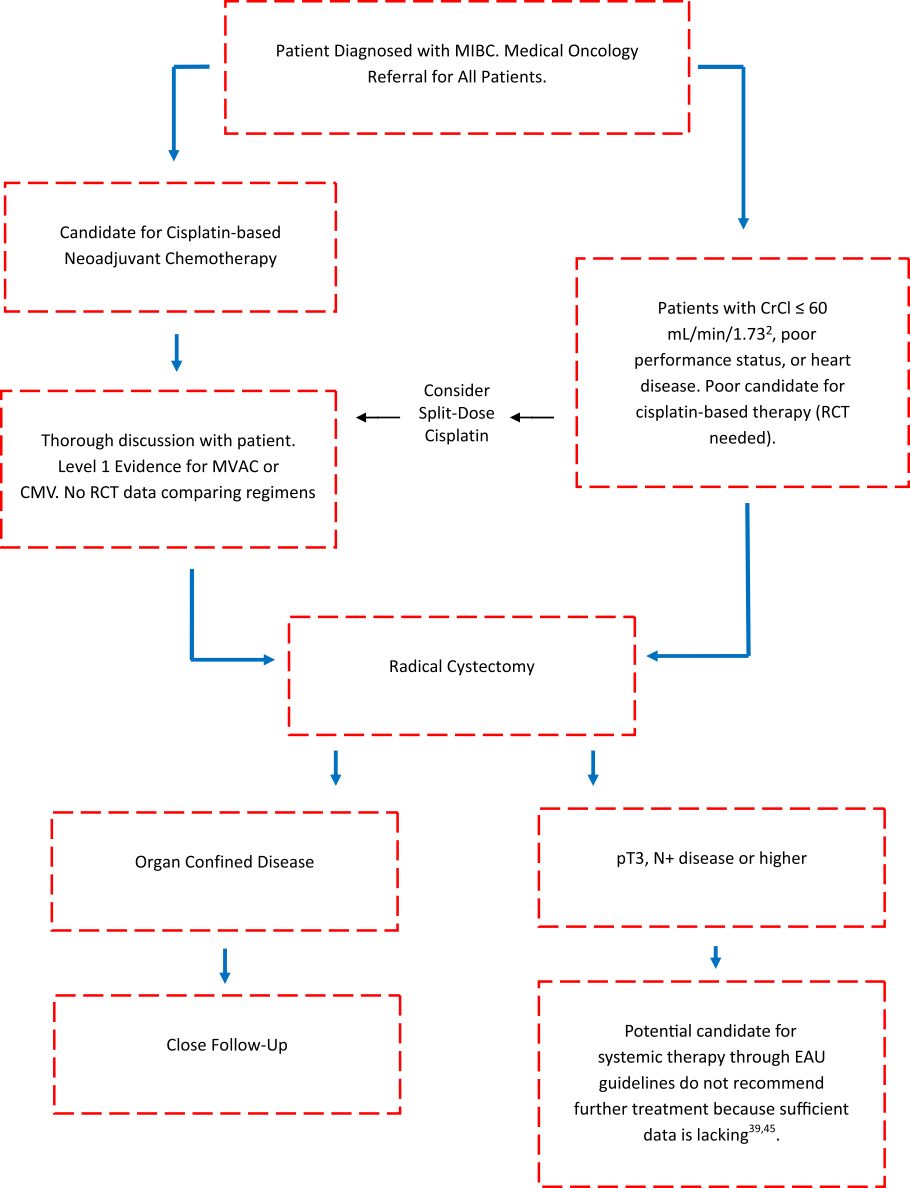 Patient Diagnosed with MIBC. Medical Oncology
Referral for All Patients.
Candidate for Cisplatin-based
Neoadjuvant Chemotherapy
Patients with CrCl ≤ 60
mL/min/1.73², poor
performance status, or heart
disease. Poor candidate for
cisplatin-based therapy (RCT
needed).
Consider
Split-Dose
Cisplatin
Thorough discussion with patient.
Level 1 Evidence for MVAC or
CMV. No RCT data comparing regimens
Radical Cystectomy
Organ Confined Disease
pT3, N+ disease or higher
Close Follow-Up
Potential candidate for
systemic therapy through EAU
guidelines do not recommend
further treatment because sufficient
data is lacking³⁹,⁴⁵.